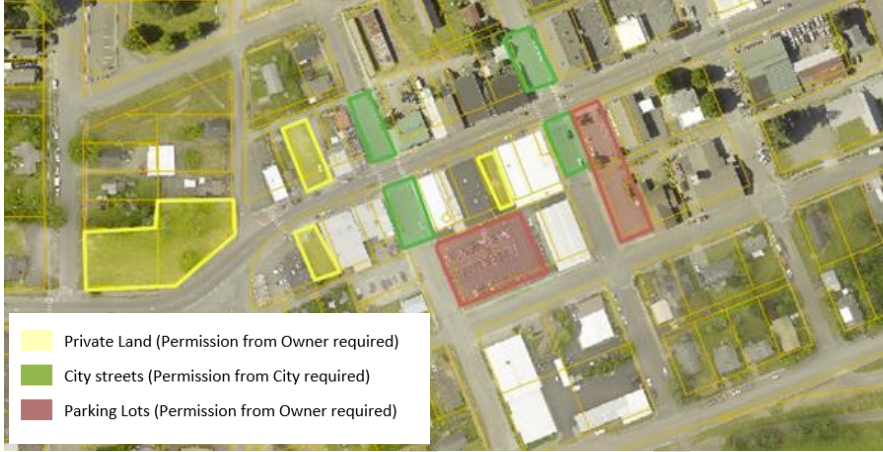 Private Land (Permission from Owner required)
City streets (Permission from City required)
Parking Lots (Permission from Owner required)